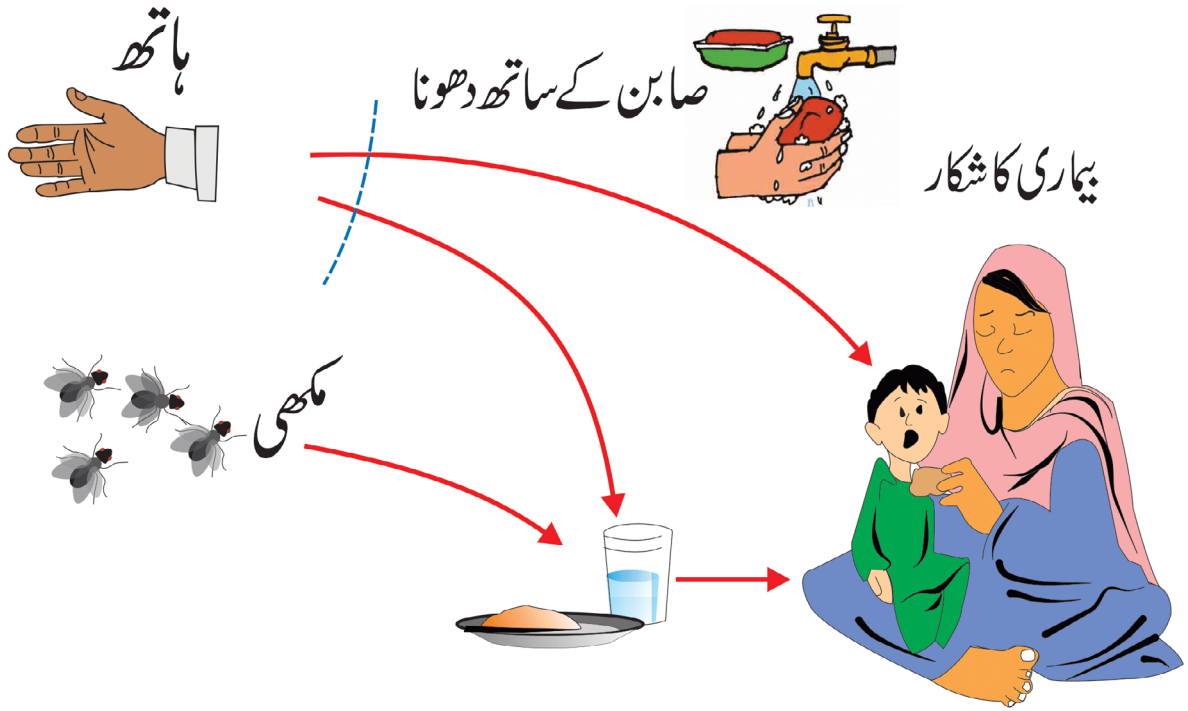 ہاتھ
صابن کے ساتھ دھونا
بیماری کا شکار
مکھی